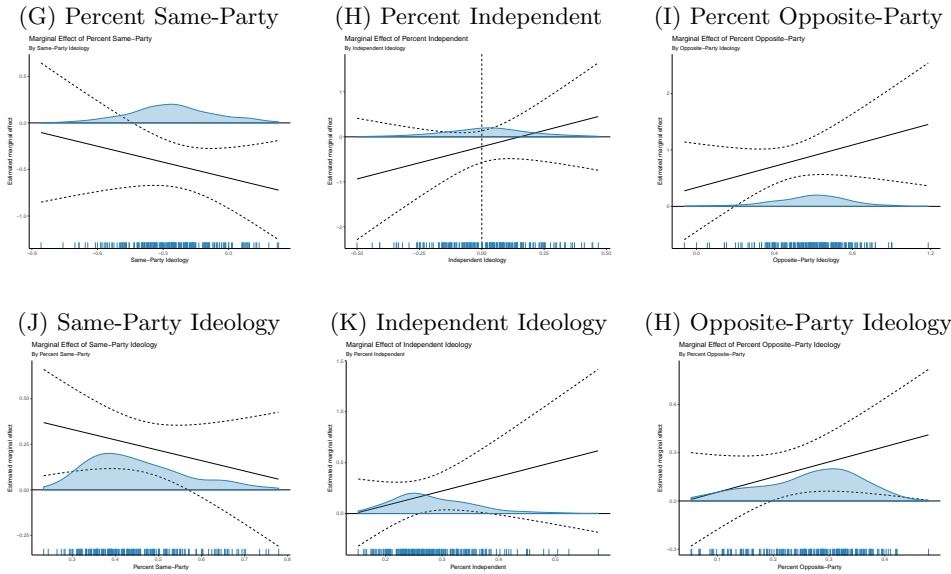 (G) Percent Same-Party
(H) Percent Independent
(I) Percent Opposite-Party
Marginal Effect of Percent Same−Party
By Same−Party Ideology
Marginal Effect of Percent Independent
By Independent Ideology
Marginal Effect of Percent Opposite−Party
By Opposite−Party Ideology
Estimated marginal effect
0.5
0.0
−0.5
−1.0
−0.9
−0.6
−0.3
0.0
Same−Party Ideology
Estimated marginal effect
1
0
−1
−2
−0.50
−0.25
0.00
0.25
0.50
Independent Ideology
Estimated marginal effect
2
1
0
0.0
0.4
0.8
1.2
Opposite−Party Ideology
(J) Same-Party Ideology
(K) Independent Ideology
(H) Opposite-Party Ideology
Marginal Effect of Same−Party Ideology
By Percent Same−Party
Marginal Effect of Independent Ideology
By Percent Independent
Marginal Effect of Percent Opposite−Party Ideology
By Percent Opposite−Party
Estimated marginal effect
0.50
0.25
0.00
−0.25
0.3
0.4
0.5
0.6
0.7
0.8
Percent Same−Party
Estimated marginal effect
1.5
1.0
0.5
0.0
0.2
0.3
0.4
0.5
Percent Independent
Estimated marginal effect
0.6
0.3
0.0
−0.3
0.1
0.2
0.3
0.4
Percent Opposite−Party